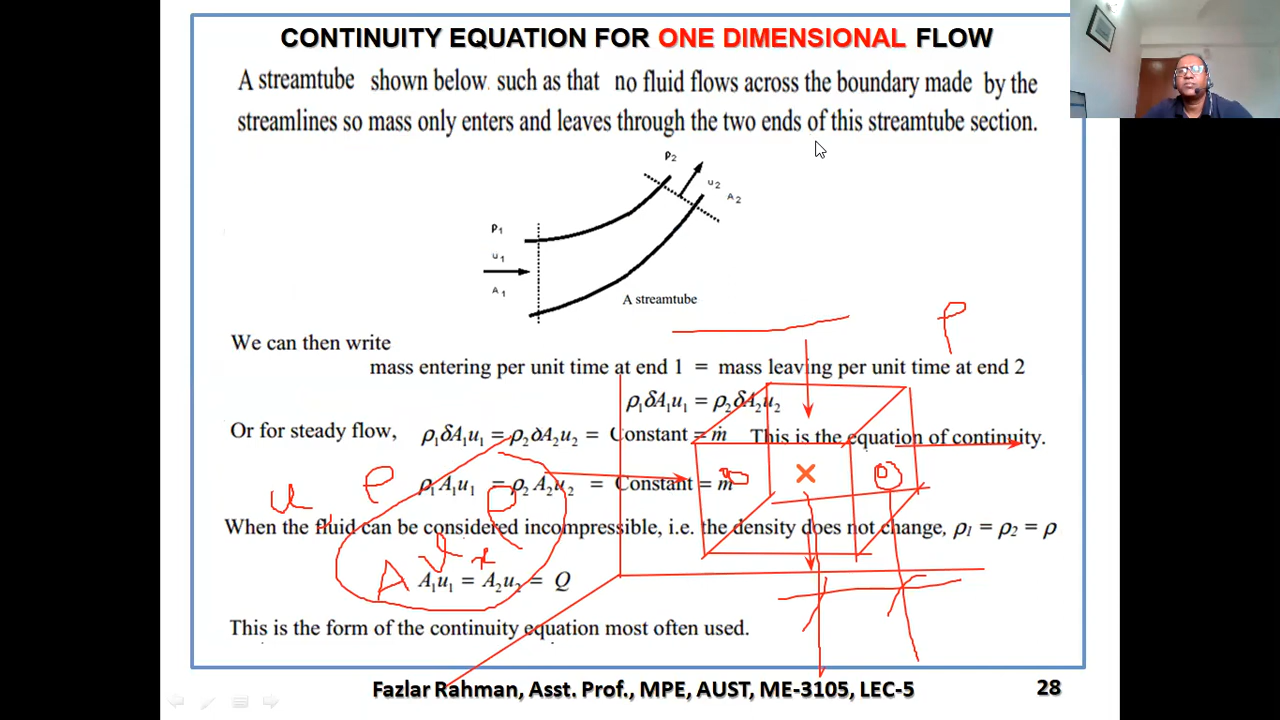 CONTINUITY EQUATION FOR ONE DIMENSIONAL FLOW
A streamtube shown below such as that no fluid flows across the boundary made by the
streamlines so mass only enters and leaves through the two ends of this streamtube section.
ρ2
u2
A2
ρ1
u1
A1
A streamtube
ρ
We can then write
mass entering per unit time at end 1 = mass leaving per unit time at end 2
ρ₁δA₁u₁ = ρ₂δA₂u₂
Or for steady flow, ρ₁δA₁u₁ = ρ₂δA₂u₂ = Constant = ṁ This is the equation of continuity.
ρ₁A₁u₁ = ρ₂A₂u₂ = Constant = ṁ
u ρ
When the fluid can be considered incompressible, i.e. the density does not change, ρ₁ = ρ₂ = ρ
A₁u₁ = A₂u₂ = Q
This is the form of the continuity equation most often used.
Fazlar Rahman, Asst. Prof., MPE, AUST, ME-3105, LEC-5
28